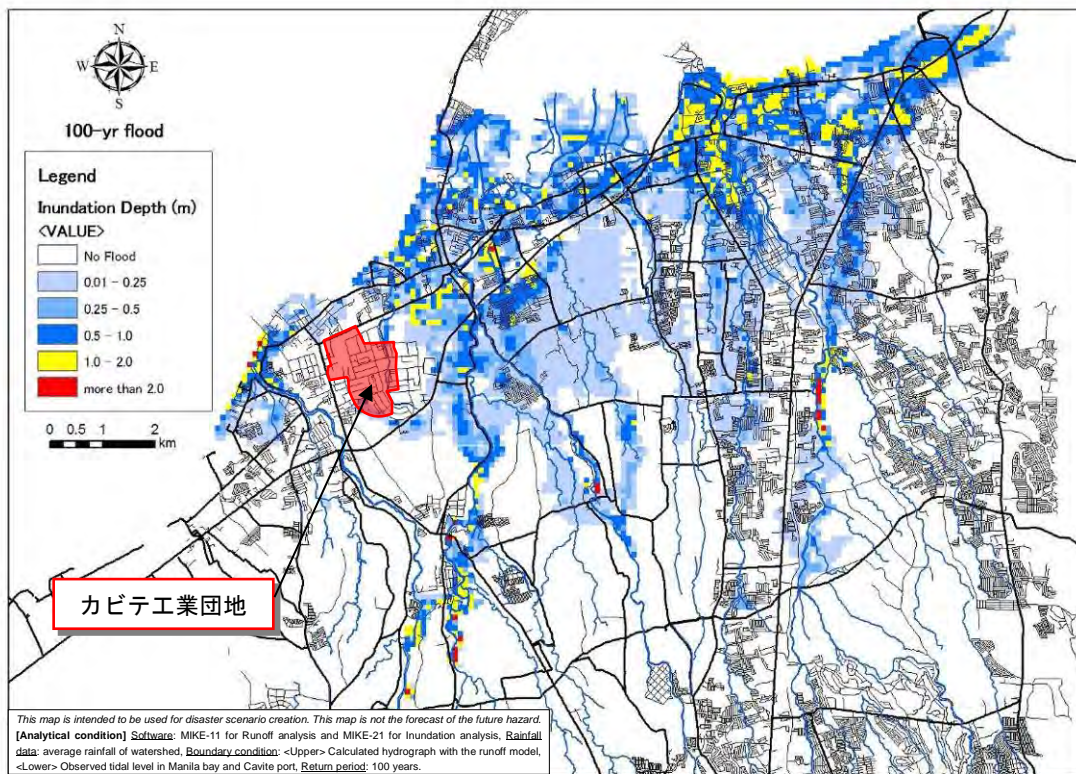 N
W E
S
100-yr flood
Legend
Inundation Depth (m)
<VALUE>
No Flood
0.01 - 0.25
0.25 - 0.5
0.5 - 1.0
1.0 - 2.0
more than 2.0
0 0.5 1 2
km
カビテ工業団地
This map is intended to be used for disaster scenario creation. This map is not the forecast of the future hazard.
[Analytical condition] Software: MIKE-11 for Runoff analysis and MIKE-21 for Inundation analysis, Rainfall
data: average rainfall of watershed, Boundary condition: <Upper> Calculated hydrograph with the runoff model,
<Lower> Observed tidal level in Manila bay and Cavite port, Return period: 100 years.